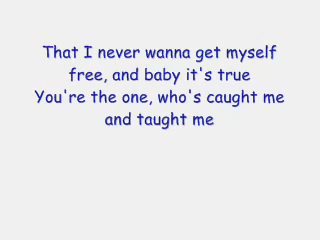 That I never wanna get myself
free, and baby it's true
You're the one, who's caught me
and taught me